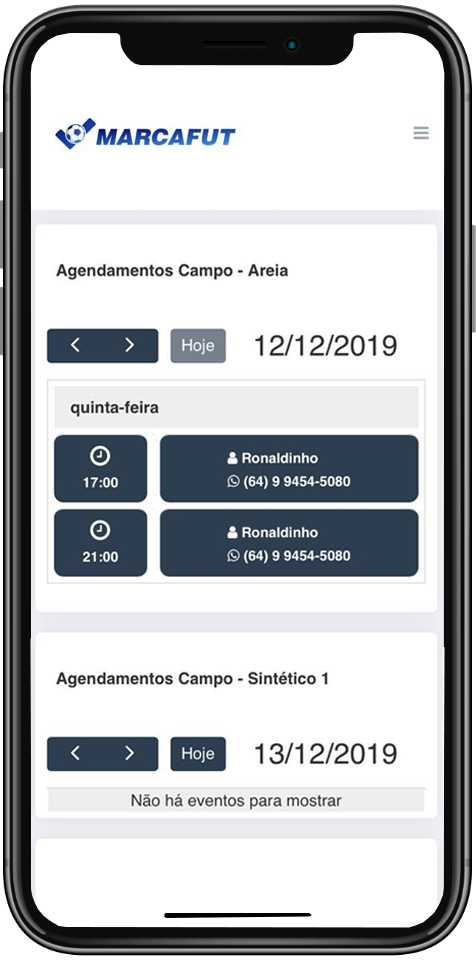 MARCAFUT
Agendamentos Campo - Areia
Hoje
12/12/2019
quinta-feira
17:00
Ronaldinho
(64) 9 9454-5080
21:00
Ronaldinho
(64) 9 9454-5080
Agendamentos Campo - Sintético 1
Hoje
13/12/2019
Não há eventos para mostrar